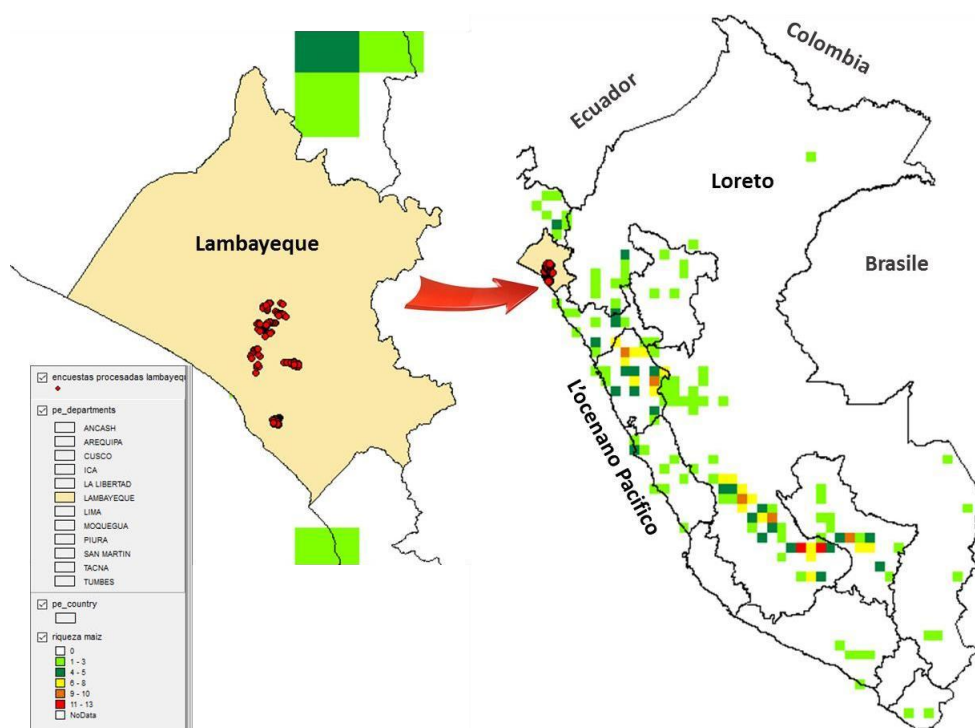 Lambayeque
Ecuador
Colombia
Loreto
Brasile
L'ocenano Pacifico
encuestas procesadas lambayequ
pe_departments
ANCASH
AREQUIPA
CUSCO
ICA
LA LIBERTAD
LAMBAYEQUE
LIMA
MOQUEGUA
PIURA
SAN MARTIN
TACNA
TUMBES
pe_country
riqueza maiz
0
1 - 3
4 - 5
6 - 8
9 - 10
11 - 13
NoData